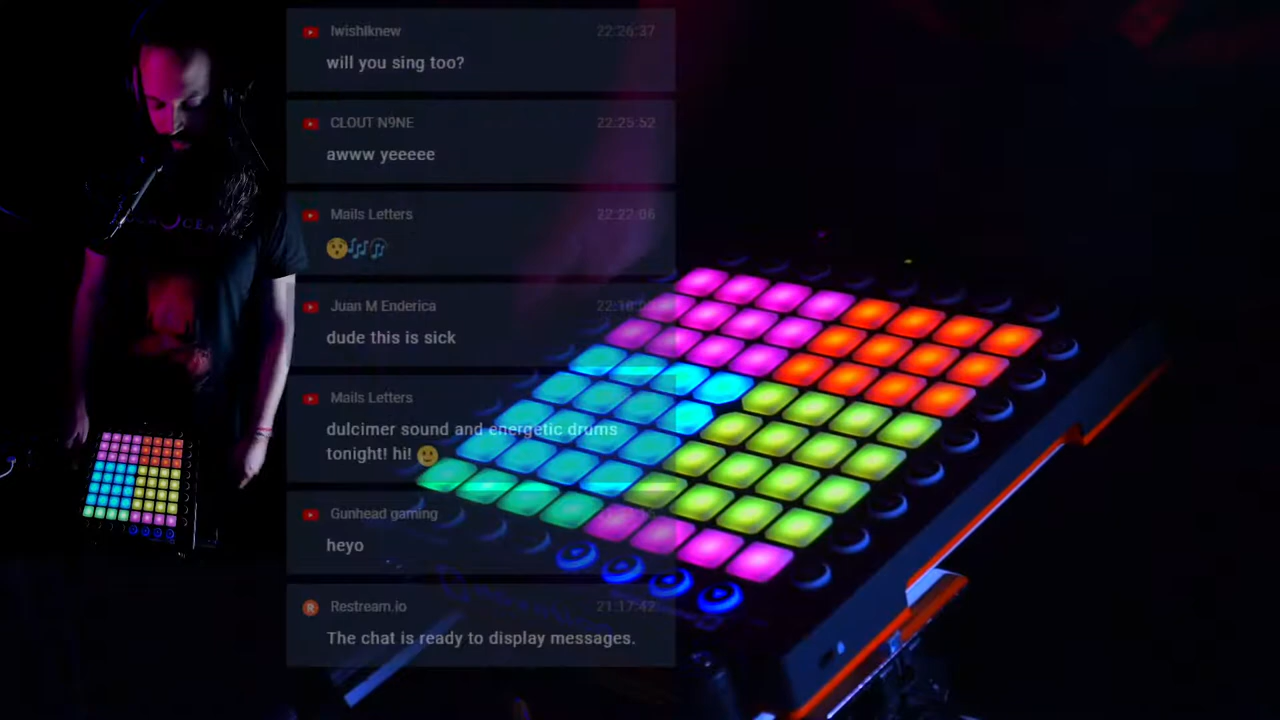 IwishIknew 22:26:37
will you sing too?
CLOUT N9NE 22:25:52
awww yeeeee
Mails Letters 22:22:06
😯🎶🎶
Juan M Enderica
dude this is sick
Mails Letters
dulcimer sound and energetic drums
tonight! hi! 🙂
Gunhead gaming
heyo
Restream.io 21:17:42
The chat is ready to display messages.